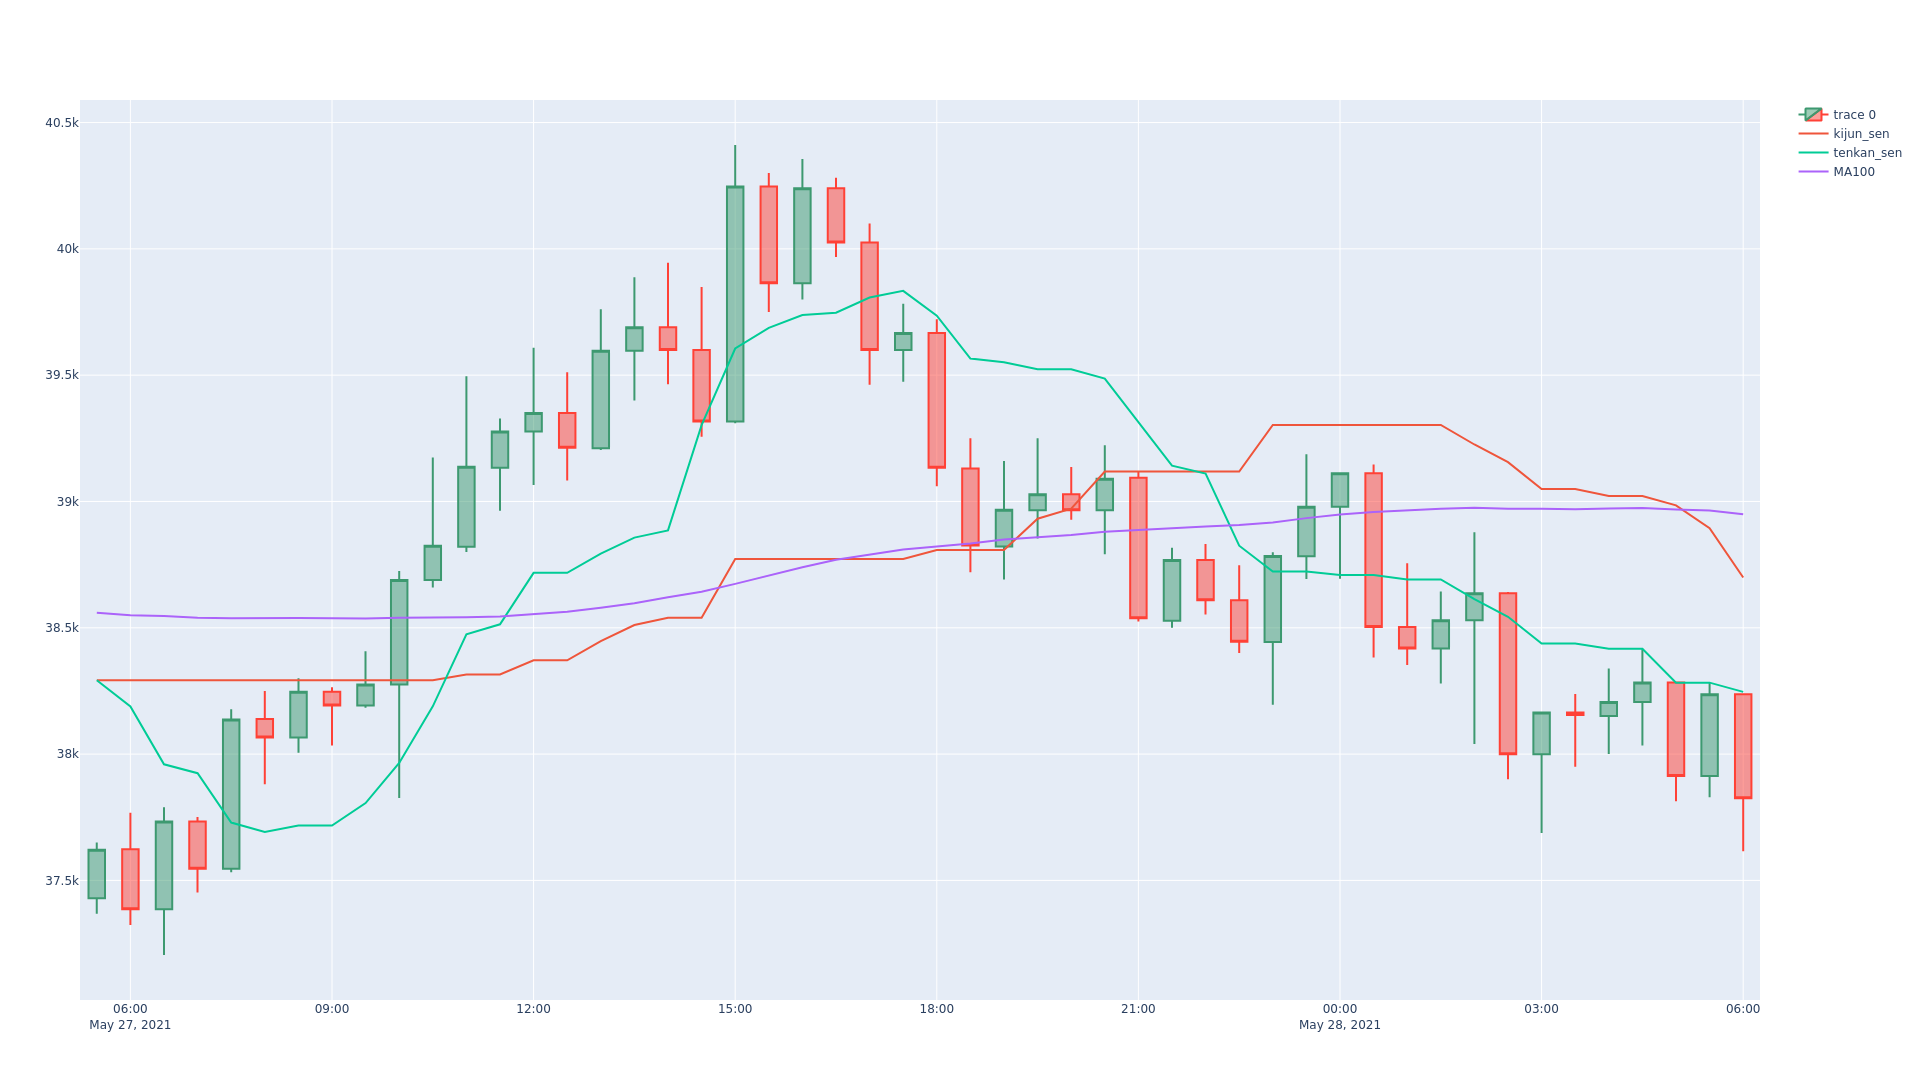 trace 0
kijun_sen
tenkan_sen
MA100
40.5k
40k
39.5k
39k
38.5k
38k
37.5k
06:00 09:00 12:00 15:00 18:00 21:00 00:00 03:00 06:00
May 27, 2021 May 28, 2021